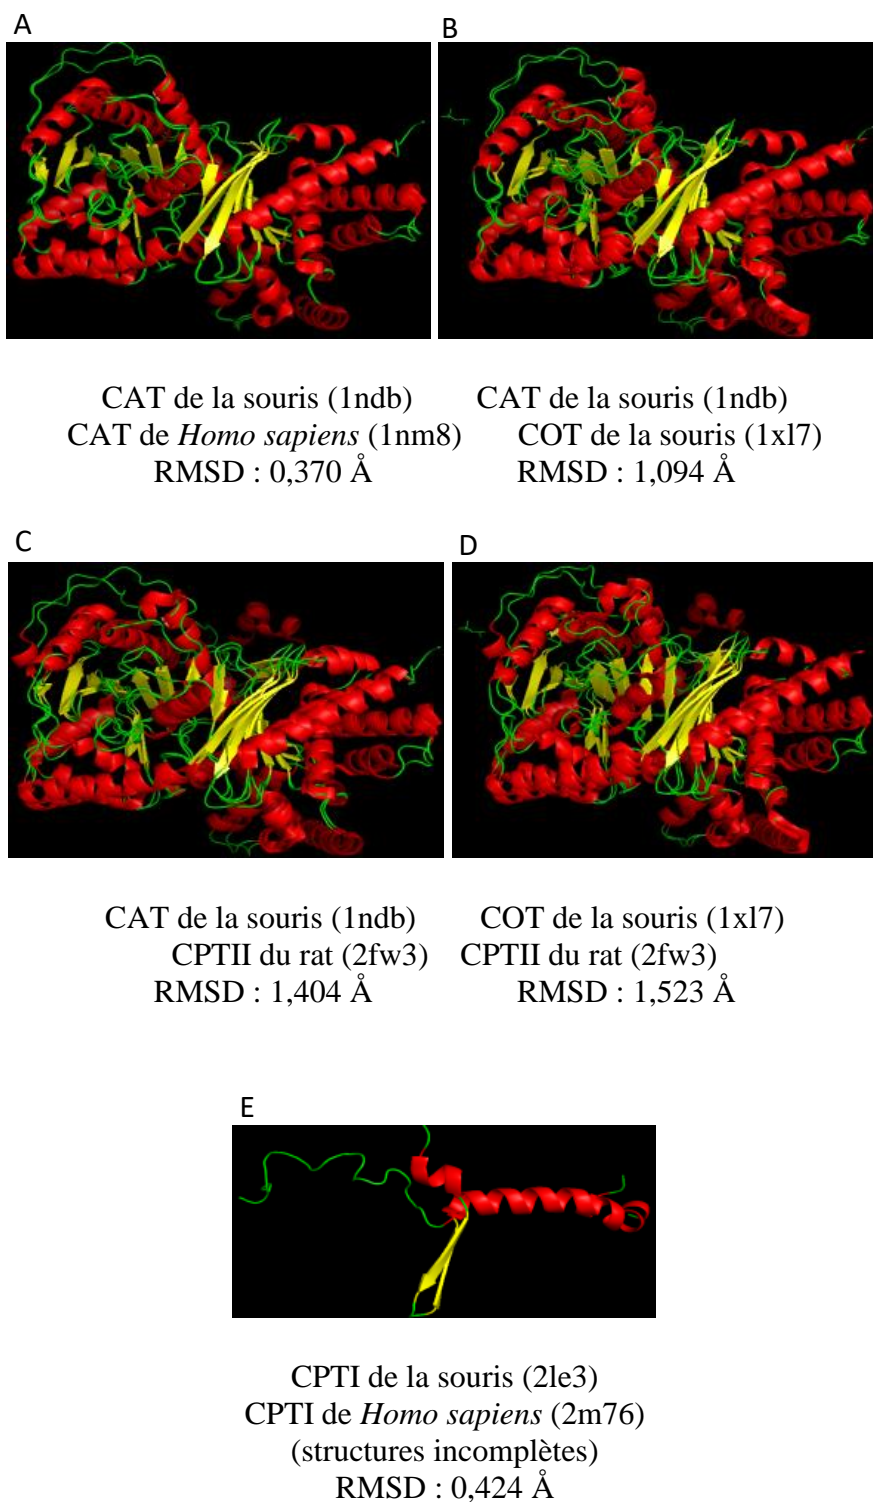 A
B
CAT de la souris (1ndb)
CAT de Homo sapiens (1nm8)
RMSD : 0,370 Å
CAT de la souris (1ndb)
COT de la souris (1xl7)
RMSD : 1,094 Å
C
D
CAT de la souris (1ndb)
CPTII du rat (2fw3)
RMSD : 1,404 Å
COT de la souris (1xl7)
CPTII du rat (2fw3)
RMSD : 1,523 Å
E
CPTI de la souris (2le3)
CPTI de Homo sapiens (2m76)
(structures incomplètes)
RMSD : 0,424 Å